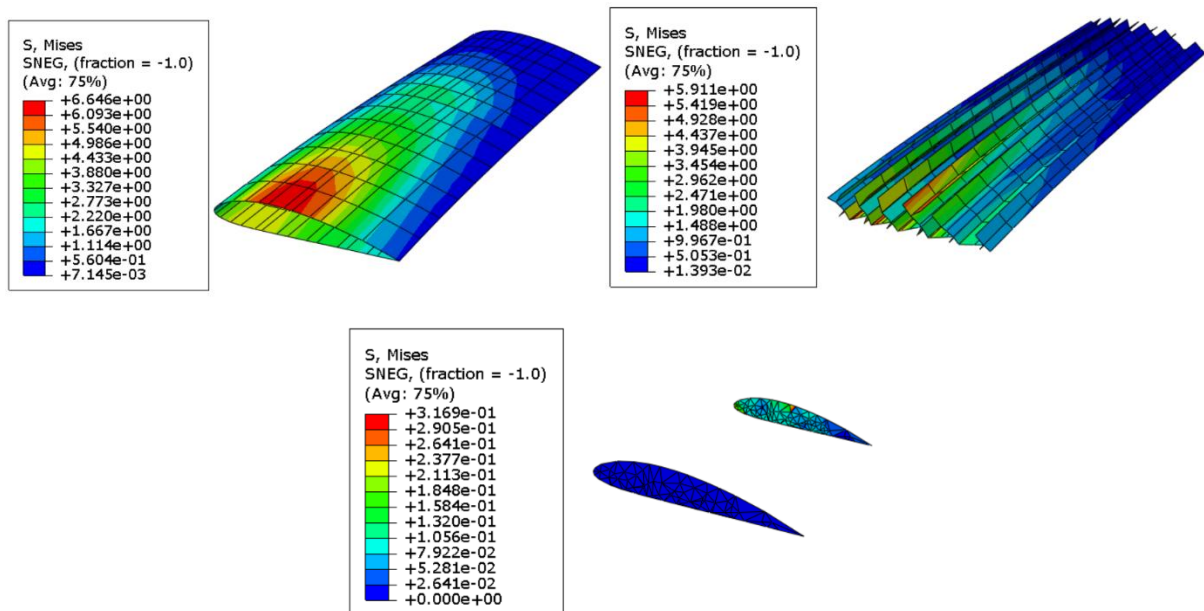 S, Mises
SNEG, (fraction = -1.0)
(Avg: 75%)
+6.646e+00
+6.093e+00
+5.540e+00
+4.986e+00
+4.433e+00
+3.880e+00
+3.327e+00
+2.773e+00
+2.220e+00
+1.667e+00
+1.114e+00
+5.604e-01
+7.145e-03
S, Mises
SNEG, (fraction = -1.0)
(Avg: 75%)
+5.911e+00
+5.419e+00
+4.928e+00
+4.437e+00
+3.945e+00
+3.454e+00
+2.962e+00
+2.471e+00
+1.980e+00
+1.488e+00
+9.967e-01
+5.053e-01
+1.393e-02
S, Mises
SNEG, (fraction = -1.0)
(Avg: 75%)
+3.169e-01
+2.905e-01
+2.641e-01
+2.377e-01
+2.113e-01
+1.848e-01
+1.584e-01
+1.320e-01
+1.056e-01
+7.922e-02
+5.281e-02
+2.641e-02
+0.000e+00